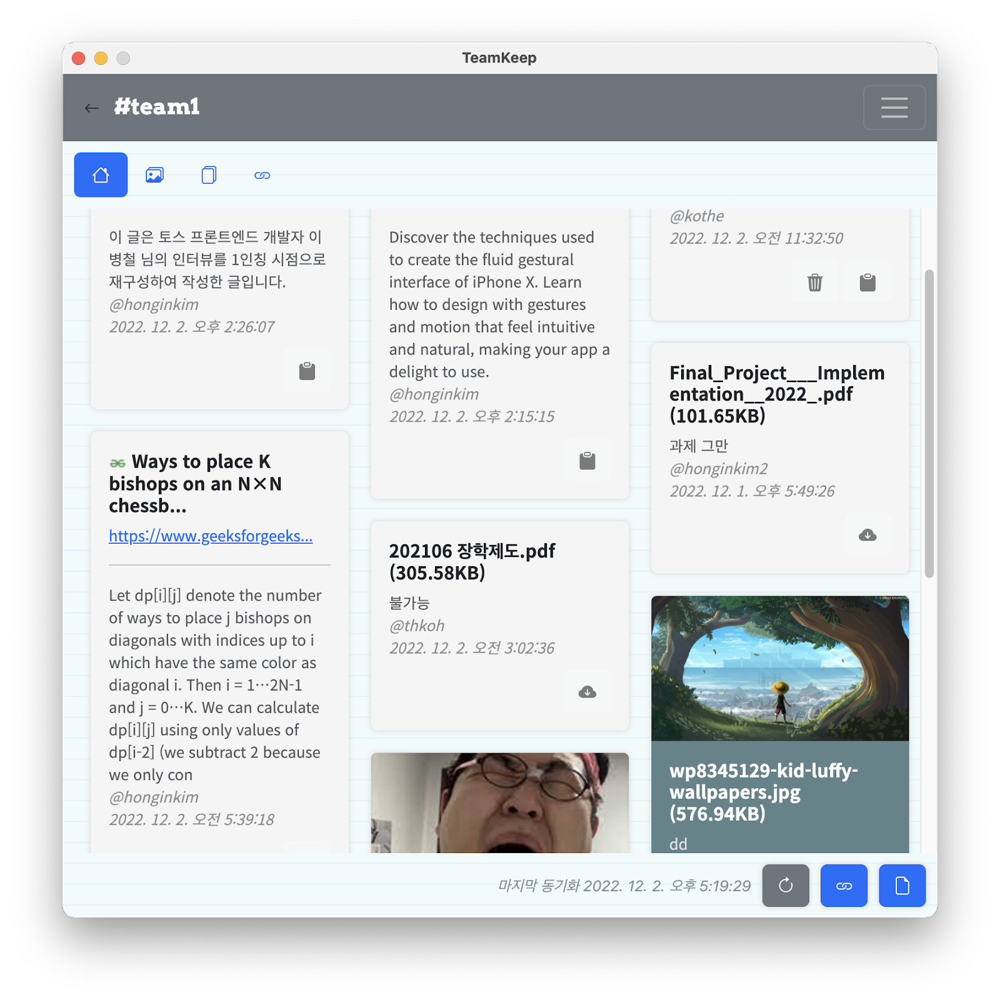 TeamKeep
#team1
이 글은 토스 프론트엔드 개발자 이
병철 님의 인터뷰를 1인칭 시점으로
재구성하여 작성한 글입니다.
@honginkim
2022. 12. 2. 오후 2:26:07
Ways to place K
bishops on an N×N
chessb...
https://www.geeksforgeeks...
Let dp[i][j] denote the number
of ways to place j bishops on
diagonals with indices up to i
which have the same color as
diagonal i. Then i = 1…2N-1
and j = 0…K. We can calculate
dp[i][j] using only values of
dp[i-2] (we subtract 2 because
we only con
@honginkim
2022. 12. 2. 오전 5:39:18
Discover the techniques used
to create the fluid gestural
interface of iPhone X. Learn
how to design with gestures
and motion that feel intuitive
and natural, making your app a
delight to use.
@honginkim
2022. 12. 2. 오후 2:15:15
202106 장학제도.pdf
(305.58KB)
불가능
@thkoh
2022. 12. 2. 오전 3:02:36
@kothe
2022. 12. 2. 오전 11:32:50
Final_Project___Implem
entation__2022_.pdf
(101.65KB)
과제 그만
@honginkim2
2022. 12. 1. 오후 5:49:26
wp8345129-kid-luffy-
wallpapers.jpg
(576.94KB)
dd
마지막 동기화 2022. 12. 2. 오후 5:19:29